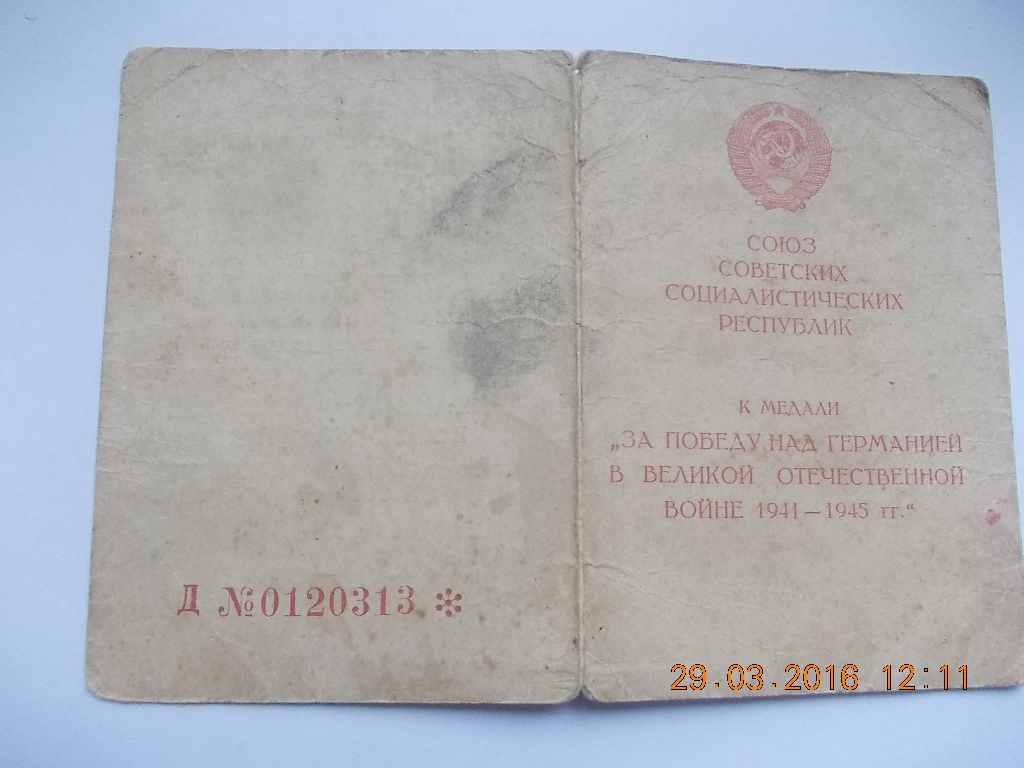 Д №0120313 *
СОЮЗ
СОВЕТСКИХ
СОЦИАЛИСТИЧЕСКИХ
РЕСПУБЛИК
К МЕДАЛИ
„ЗА ПОБЕДУ НАД ГЕРМАНИЕЙ
В ВЕЛИКОЙ ОТЕЧЕСТВЕННОЙ
ВОЙНЕ 1941 — 1945 гг.“
29.03.2016 12:11